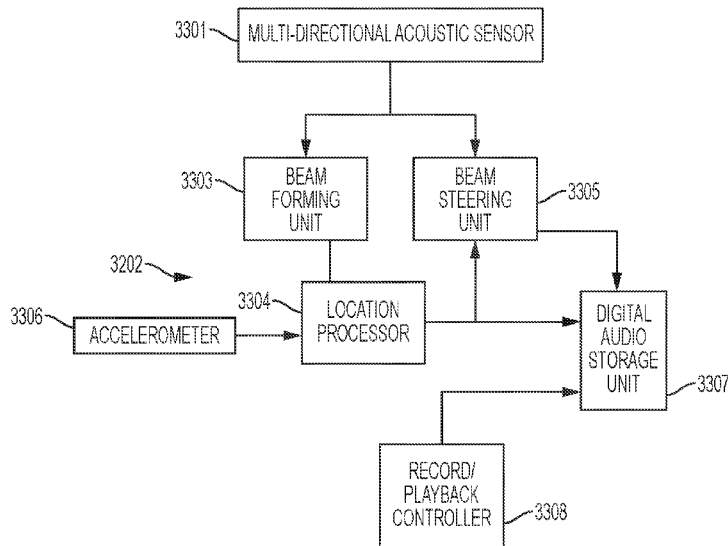 3301
MULTI-DIRECTIONAL ACOUSTIC SENSOR
3303
BEAM
FORMING
UNIT
BEAM
STEERING
UNIT
3305
3202
3304
LOCATION
PROCESSOR
3306
ACCELEROMETER
DIGITAL
AUDIO
STORAGE
UNIT
3307
RECORD/
PLAYBACK
CONTROLLER
3308